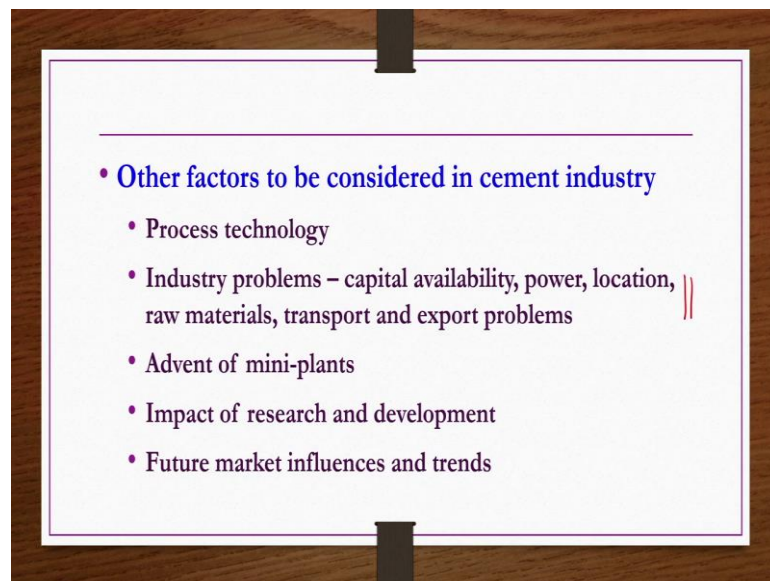 • Other factors to be considered in cement industry
• Process technology
• Industry problems – capital availability, power, location,
raw materials, transport and export problems
• Advent of mini-plants
• Impact of research and development
• Future market influences and trends